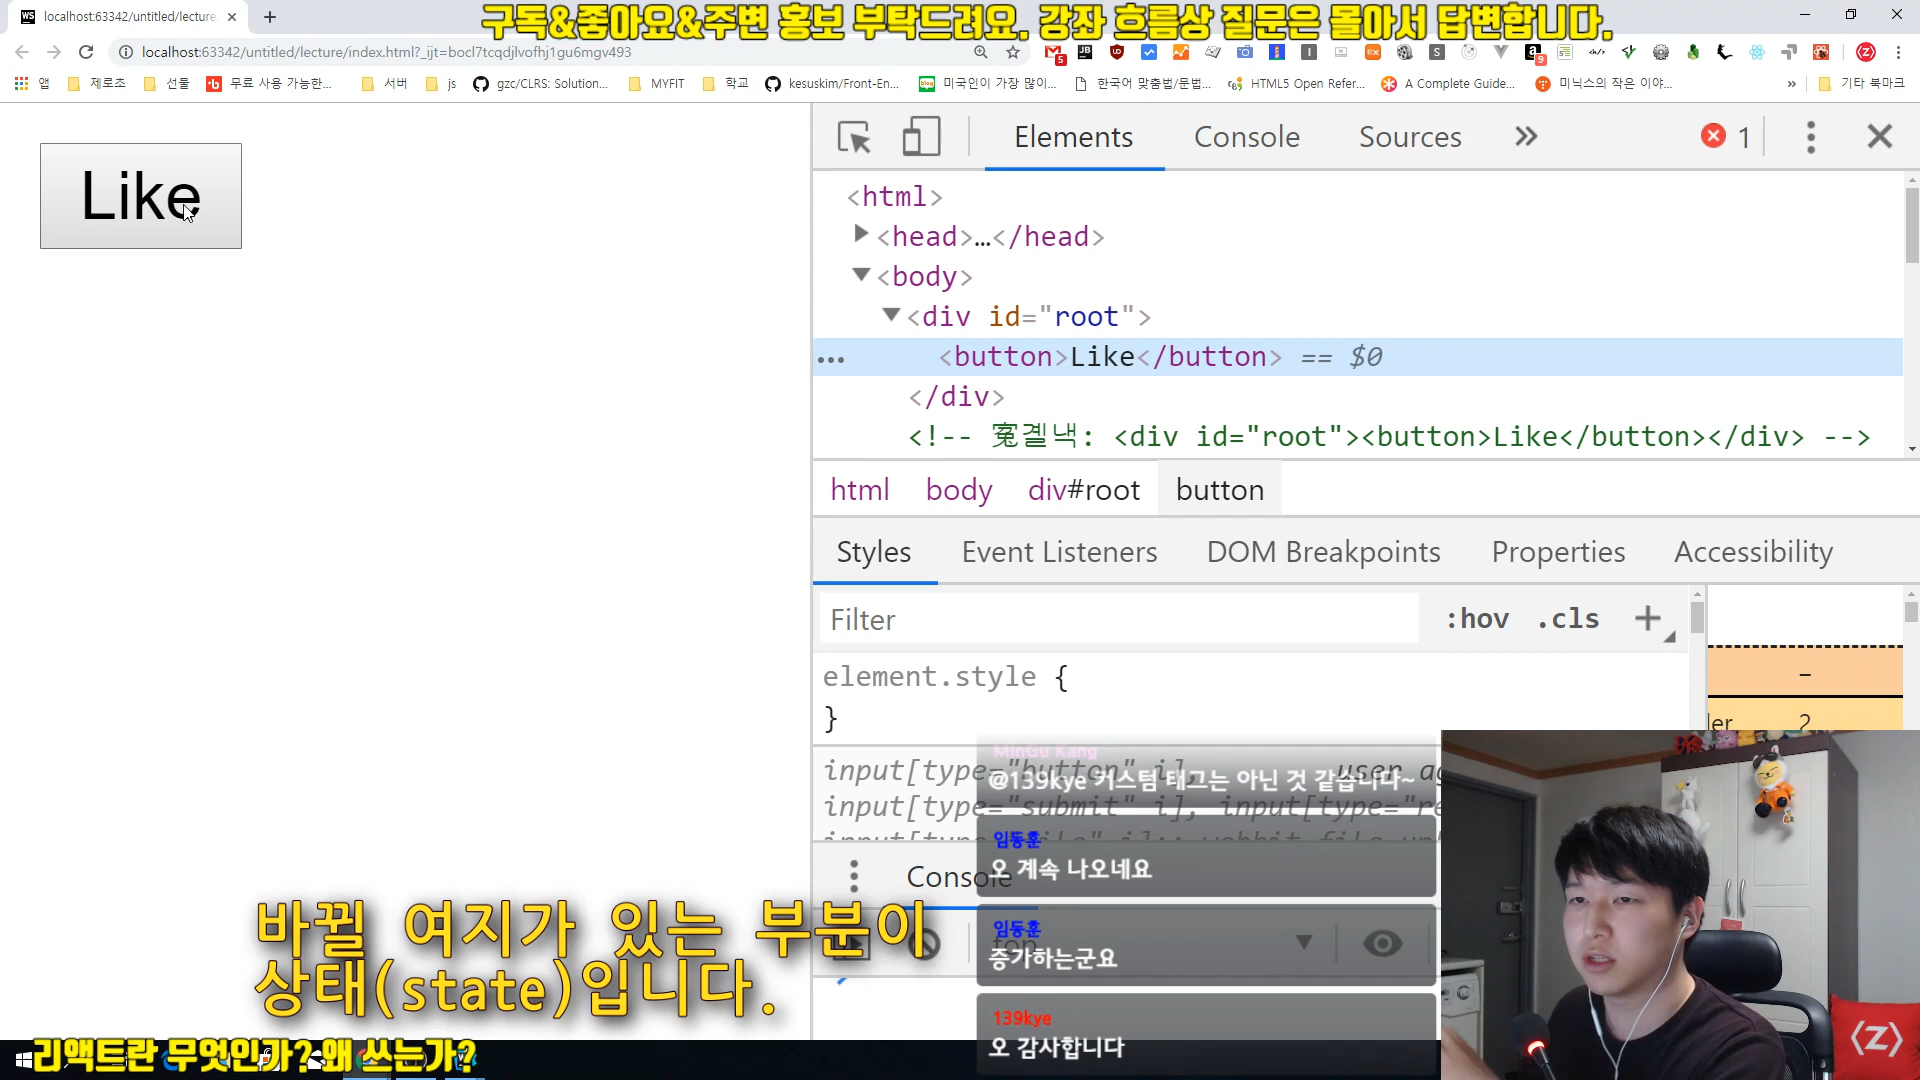 localhost:63342/untitled/lecture
구독&좋아요&주변 홍보 부탁드려요, 강좌 흐름상 질문은 몰아서 답변합니다.
localhost:63342/untitled/lecture/index.html?_ijt=bocl7tcqdjlvofhj1gu6mgv493
앱 제로초 선물 무료 사용 가능한... 서버 js gzc/CLRS: Solution... MYFIT 학교 kesuskim/Front-En... 미국인이 가장 많이... 한국어 맞춤법/문법... HTML5 Open Refer... A Complete Guide... 미닉스의 작은 이야... » 기타 북마크
Like
Elements Console Sources » 1
<html>
<head>…</head>
<body>
<div id="root">
<button>Like</button> == $0
</div>
<!-- 寃곌낵: <div id="root"><button>Like</button></div> -->
html body div#root button
Styles Event Listeners DOM Breakpoints Properties Accessibility
Filter :hov .cls +
element.style {
}
–
2
input[type="button" i], user ag
input[type="submit" i], input[type="re
MinGu Kang
@139kye 커스텀 태그는 아닌 것 같습니다~
임동훈
오 계속 나오네요
Console
임동훈
증가하는군요
top
139kye
오 감사합니다
바뀔 여지가 있는 부분이
상태(state)입니다.
리액트란 무엇인가? 왜 쓰는가?